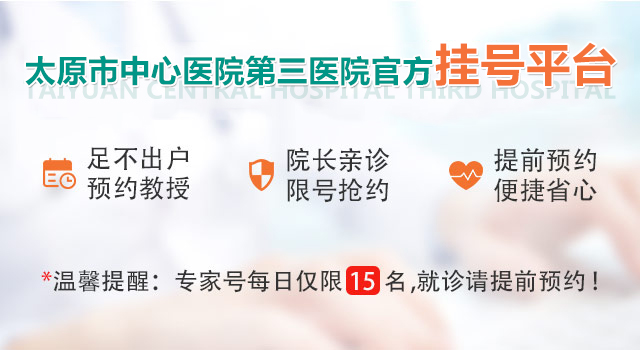 太原市中心医院第三医院官方挂号平台
TAIYUAN CENTRAL HOSPITAL THIRD HOSPITAL
足不出户
预约教授
院长亲诊
限号抢约
提前预约
便捷省心
*温馨提醒：专家号每日仅限15名,就诊请提前预约！